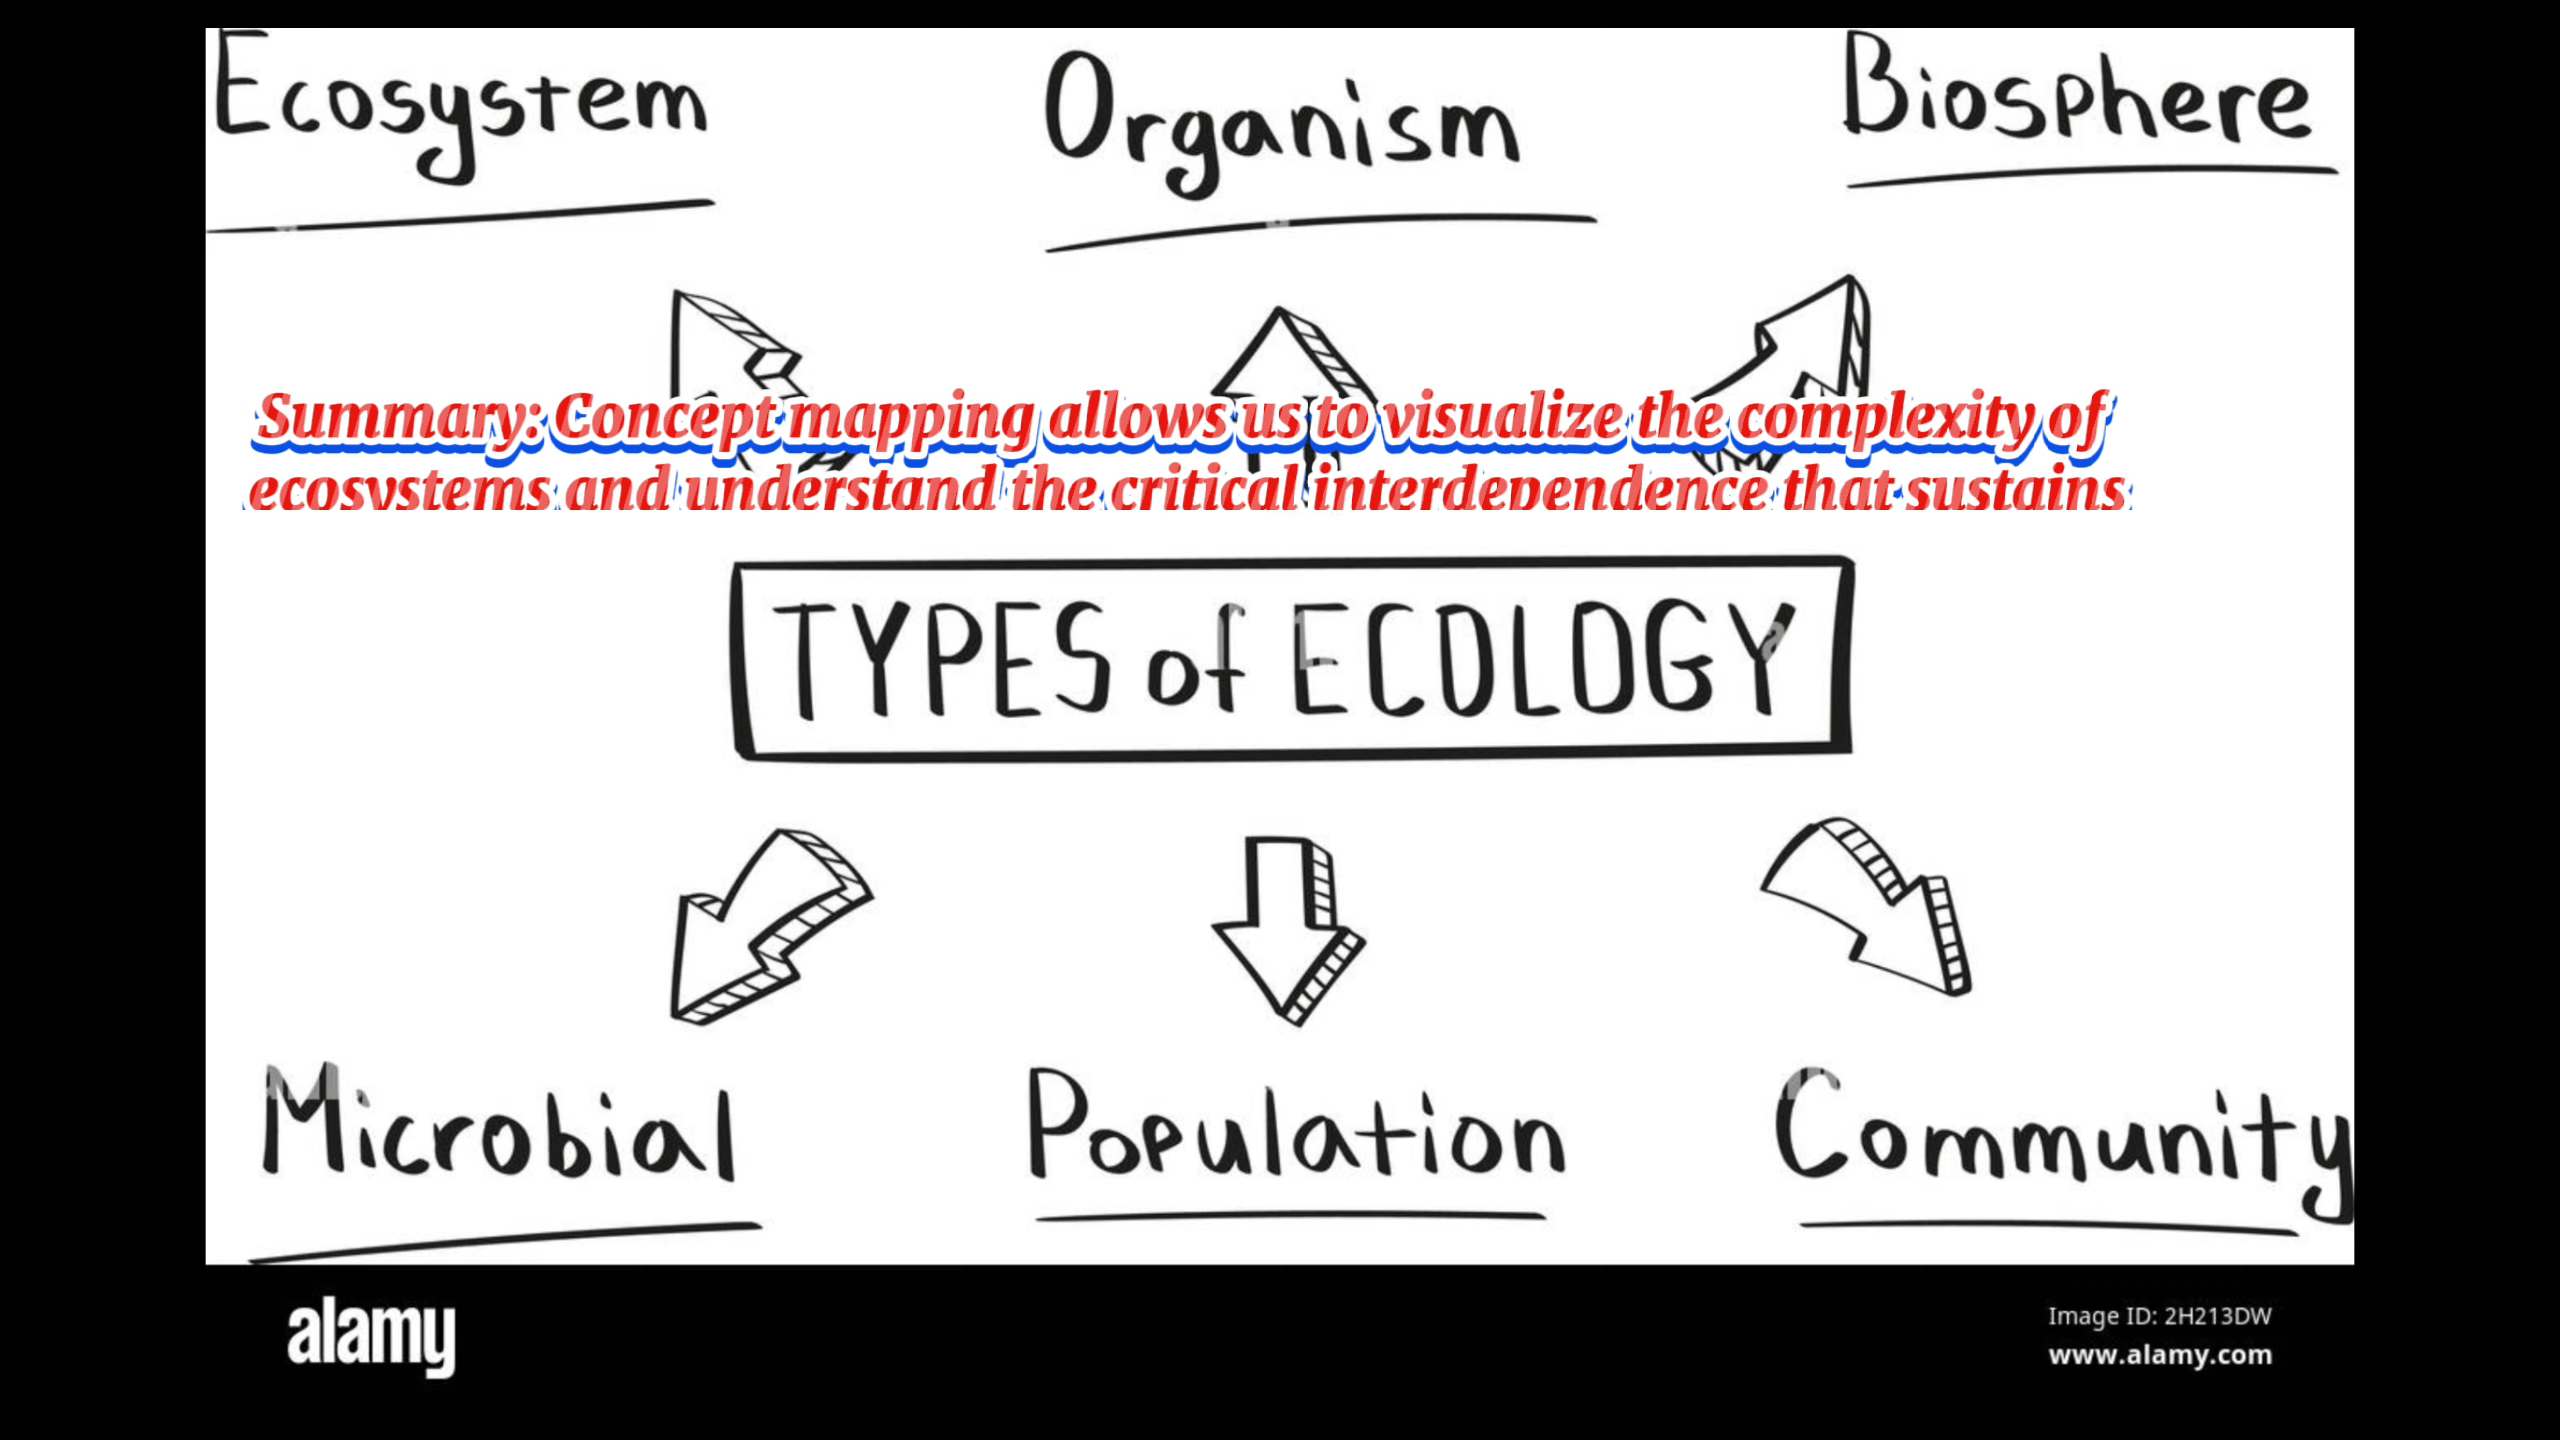 Ecosystem
Organism
Biosphere
Summary: Concept mapping allows us to visualize the complexity of
ecosystems and understand the critical interdependence that sustains
TYPES of ECOLOGY
Microbial
Population
Community
alamy
Image ID: 2H213DW
www.alamy.com